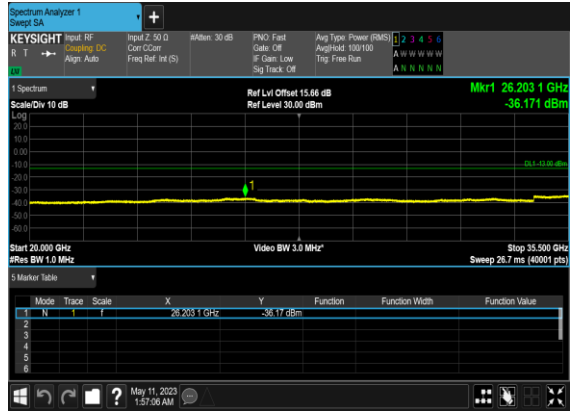 Spectrum Analyzer 1
Swept SA
+
KEYSIGHT Input: RF Input Z: 50 Ω #Atten: 30 dB PNO: Fast Avg Type: Power (RMS) 1 2 3 4 5 6
R T Coupling: DC Corr CCorr Gate: Off Avg|Hold: 100/100 A W W W W W
Align: Auto Freq Ref: Int (S) IF Gain: Low Trig: Free Run
Sig Track: Off A N N N N N
1 Spectrum Ref Lvl Offset 15.66 dB Mkr1 26.203 1 GHz
Scale/Div 10 dB Ref Level 30.00 dBm -36.171 dBm
Log
20.0
10.0
0.00
-10.0 DL1 -13.00 dBm
-20.0
-30.0 1
-40.0
-50.0
-60.0
Start 20.000 GHz Video BW 3.0 MHz* Stop 35.500 GHz
#Res BW 1.0 MHz Sweep 26.7 ms (40001 pts)
5 Marker Table
Mode Trace Scale X Y Function Function Width Function Value
1 N 1 f 26.203 1 GHz -36.17 dBm
2
3
4
5
6
? May 11, 2023
1:57:06 AM